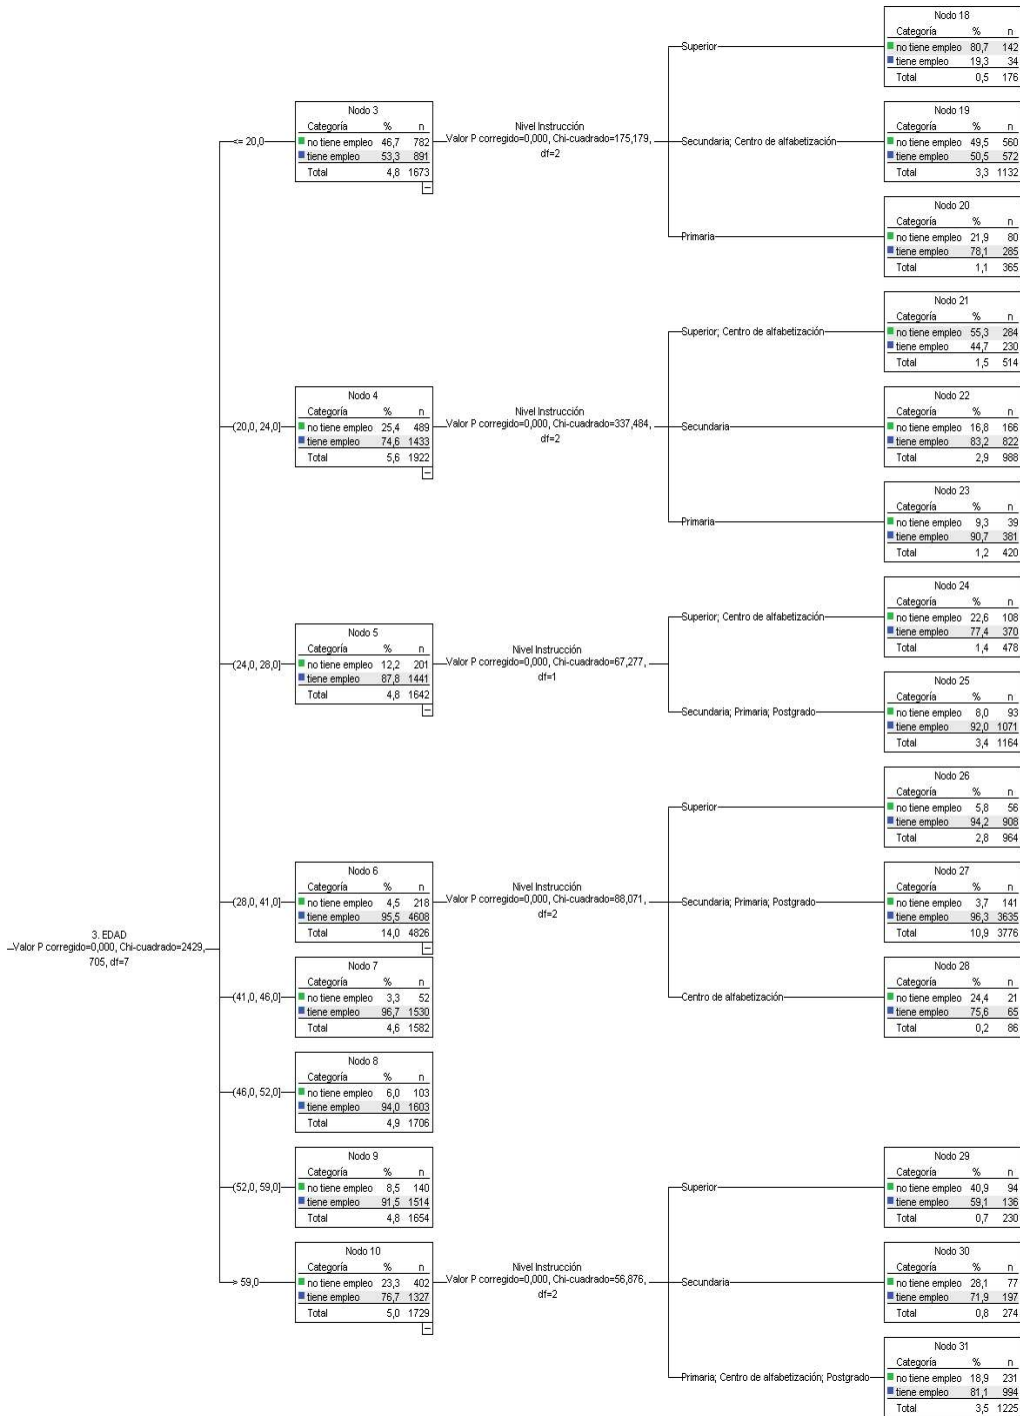 3. EDAD
Valor P corregido=0,000, Chi-cuadrado=2429,
705, df=7
<= 20,0
Nodo 3
Categoría % n
no tiene empleo 46,7 782
tiene empleo 53,3 891
Total 4,8 1673
Nivel Instrucción
Valor P corregido=0,000, Chi-cuadrado=175,179,
df=2
Superior
Nodo 18
Categoría % n
no tiene empleo 80,7 142
tiene empleo 19,3 34
Total 0,5 176
Secundaria; Centro de alfabetización
Nodo 19
Categoría % n
no tiene empleo 49,5 560
tiene empleo 50,5 572
Total 3,3 1132
Primaria
Nodo 20
Categoría % n
no tiene empleo 21,9 80
tiene empleo 78,1 285
Total 1,1 365
(20,0, 24,0]
Nodo 4
Categoría % n
no tiene empleo 25,4 489
tiene empleo 74,6 1433
Total 5,6 1922
Nivel Instrucción
Valor P corregido=0,000, Chi-cuadrado=337,484,
df=2
Superior; Centro de alfabetización
Nodo 21
Categoría % n
no tiene empleo 55,3 284
tiene empleo 44,7 230
Total 1,5 514
Secundaria
Nodo 22
Categoría % n
no tiene empleo 16,8 166
tiene empleo 83,2 822
Total 2,9 988
Primaria
Nodo 23
Categoría % n
no tiene empleo 9,3 39
tiene empleo 90,7 381
Total 1,2 420
(24,0, 28,0]
Nodo 5
Categoría % n
no tiene empleo 12,2 201
tiene empleo 87,8 1441
Total 4,8 1642
Nivel Instrucción
Valor P corregido=0,000, Chi-cuadrado=67,277,
df=1
Superior; Centro de alfabetización
Nodo 24
Categoría % n
no tiene empleo 22,6 108
tiene empleo 77,4 370
Total 1,4 478
Secundaria; Primaria; Postgrado
Nodo 25
Categoría % n
no tiene empleo 8,0 93
tiene empleo 92,0 1071
Total 3,4 1164
(28,0, 41,0]
Nodo 6
Categoría % n
no tiene empleo 4,5 218
tiene empleo 95,5 4608
Total 14,0 4826
Nivel Instrucción
Valor P corregido=0,000, Chi-cuadrado=88,071,
df=2
Superior
Nodo 26
Categoría % n
no tiene empleo 5,8 56
tiene empleo 94,2 908
Total 2,8 964
Secundaria; Primaria; Postgrado
Nodo 27
Categoría % n
no tiene empleo 3,7 141
tiene empleo 96,3 3635
Total 10,9 3776
Centro de alfabetización
Nodo 28
Categoría % n
no tiene empleo 24,4 21
tiene empleo 75,6 65
Total 0,2 86
(41,0, 46,0]
Nodo 7
Categoría % n
no tiene empleo 3,3 52
tiene empleo 96,7 1530
Total 4,6 1582
(46,0, 52,0]
Nodo 8
Categoría % n
no tiene empleo 6,0 103
tiene empleo 94,0 1603
Total 4,9 1706
(52,0, 59,0]
Nodo 9
Categoría % n
no tiene empleo 8,5 140
tiene empleo 91,5 1514
Total 4,8 1654
> 59,0
Nodo 10
Categoría % n
no tiene empleo 23,3 402
tiene empleo 76,7 1327
Total 5,0 1729
Nivel Instrucción
Valor P corregido=0,000, Chi-cuadrado=56,876,
df=2
Superior
Nodo 29
Categoría % n
no tiene empleo 40,9 94
tiene empleo 59,1 136
Total 0,7 230
Secundaria
Nodo 30
Categoría % n
no tiene empleo 28,1 77
tiene empleo 71,9 197
Total 0,8 274
Primaria; Centro de alfabetización; Postgrado
Nodo 31
Categoría % n
no tiene empleo 18,9 231
tiene empleo 81,1 994
Total 3,5 1225